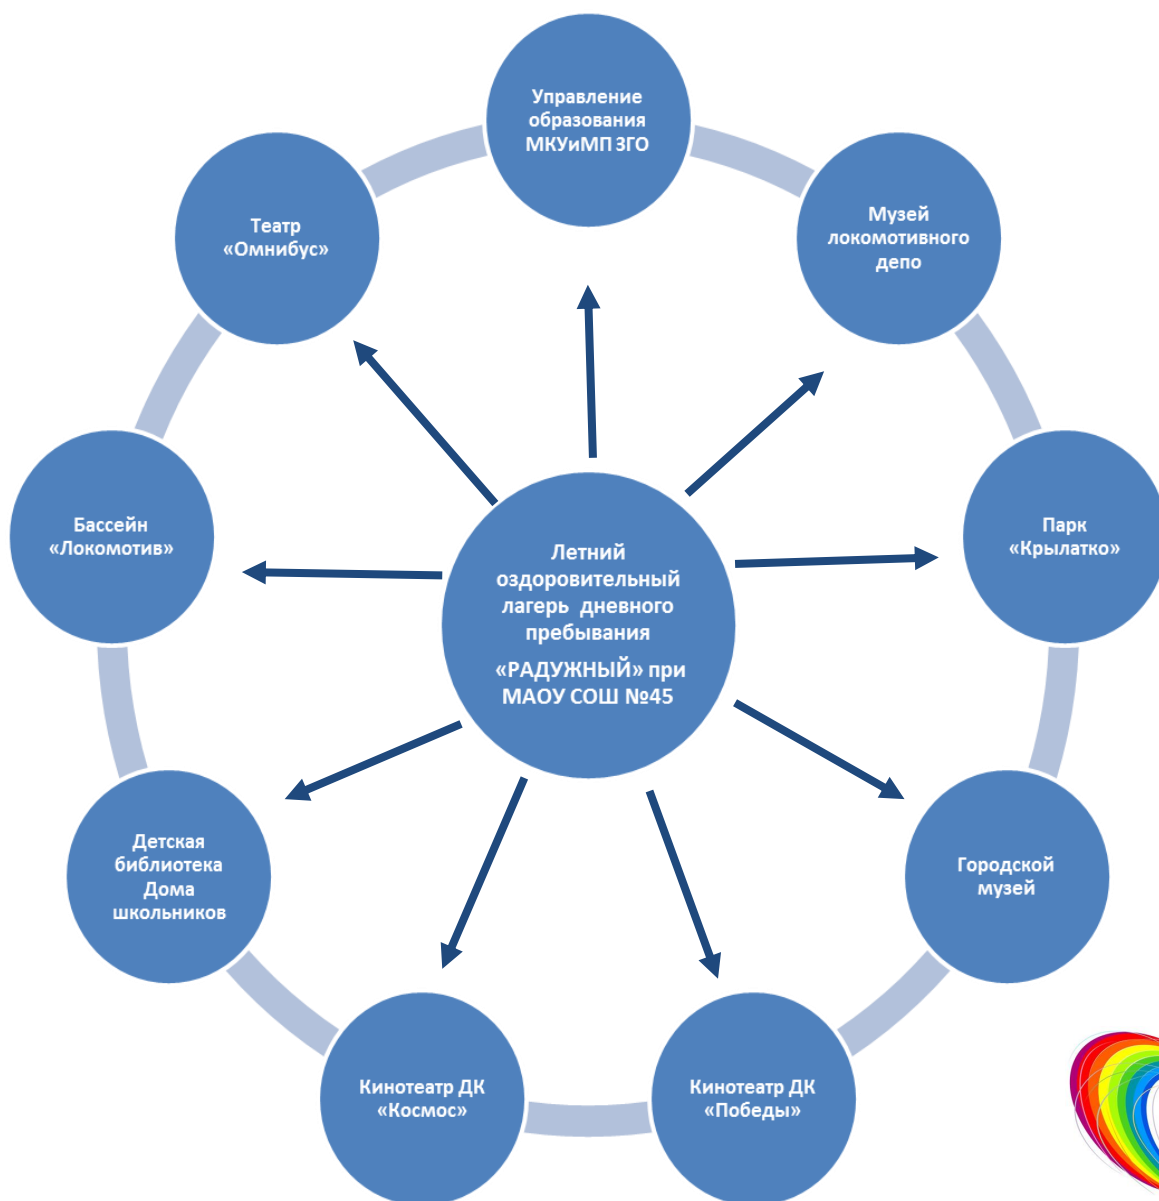 Управление
образования
МКУиМП ЗГО
Театр
«Омнибус»
Музей
локомотивного
депо
Бассейн
«Локомотив»
Парк
«Крылатко»
Летний
оздоровительный
лагерь дневного
пребывания
«РАДУЖНЫЙ» при
МАОУ СОШ №45
Детская
библиотека
Дома
школьников
Городской
музей
Кинотеатр ДК
«Космос»
Кинотеатр ДК
«Победы»